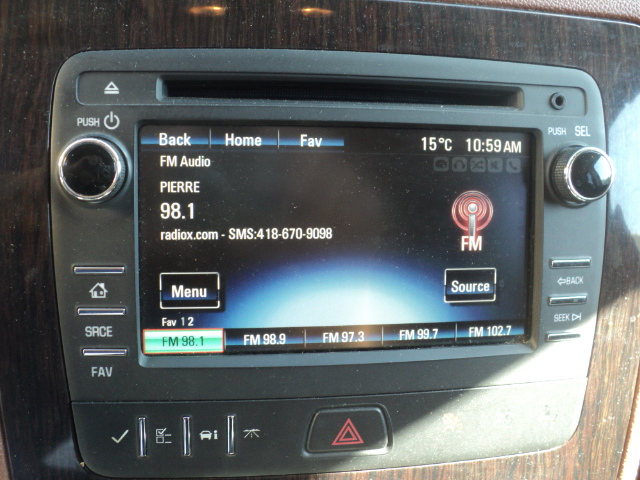 PUSH
PUSH SEL
Back Home Fav 15°C 10:59 AM
FM Audio
PIERRE
98.1
radiox.com - SMS:418-670-9098
FM
Menu
Source
Fav 1 2
FM 98.1 FM 98.9 FM 97.3 FM 99.7 FM 102.7
SRCE
FAV
BACK
SEEK